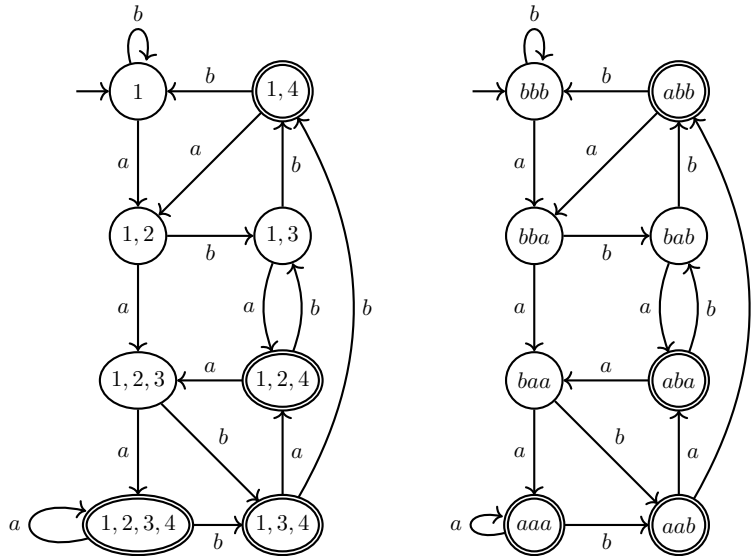 b b
1 b 1, 4 bbb b abb
a a b a a b
1, 2 b 1, 3 bba b bab
a a b b a a b
1, 2, 3 a 1, 2, 4 baa a aba
a b a a b a
a 1, 2, 3, 4 b 1, 3, 4 a aaa b aab